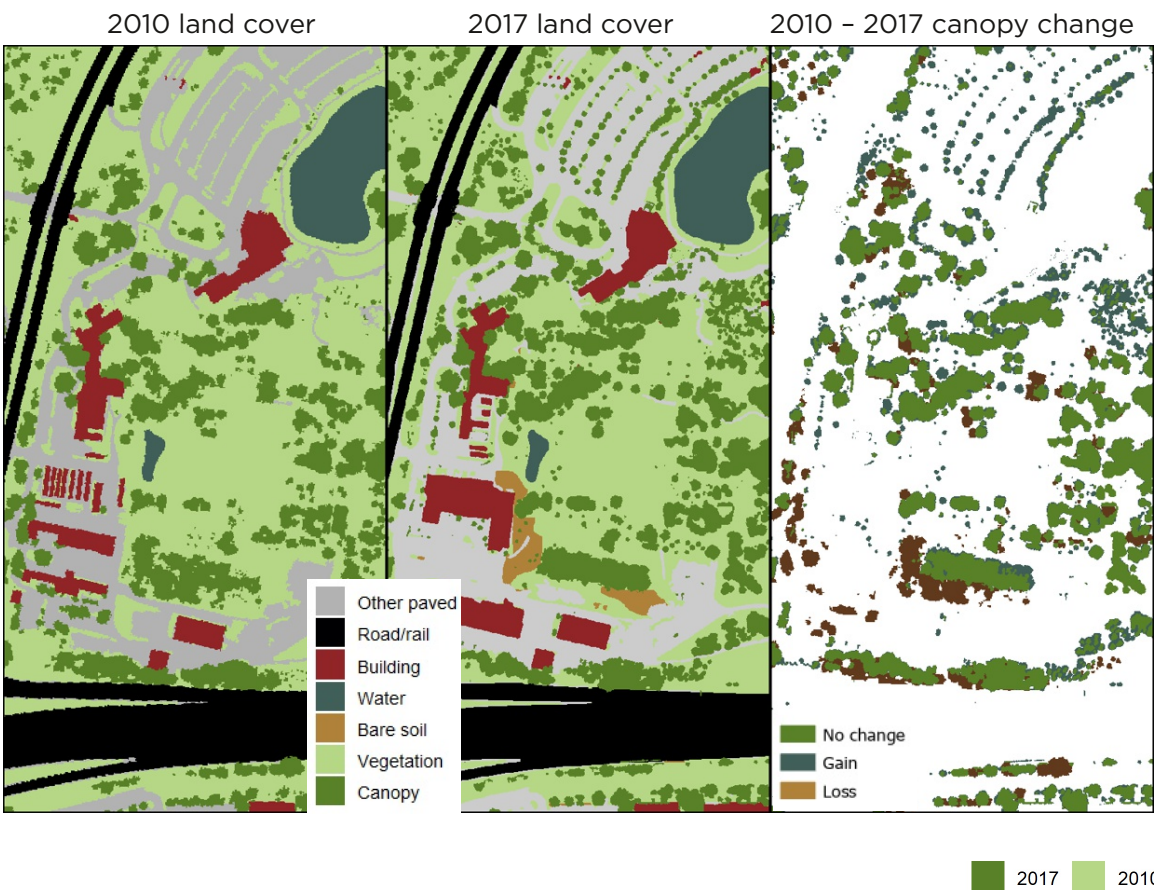 2010 land cover
2017 land cover
2010 – 2017 canopy change
Other paved
Road/rail
Building
Water
Bare soil
Vegetation
Canopy
No change
Gain
Loss
2017